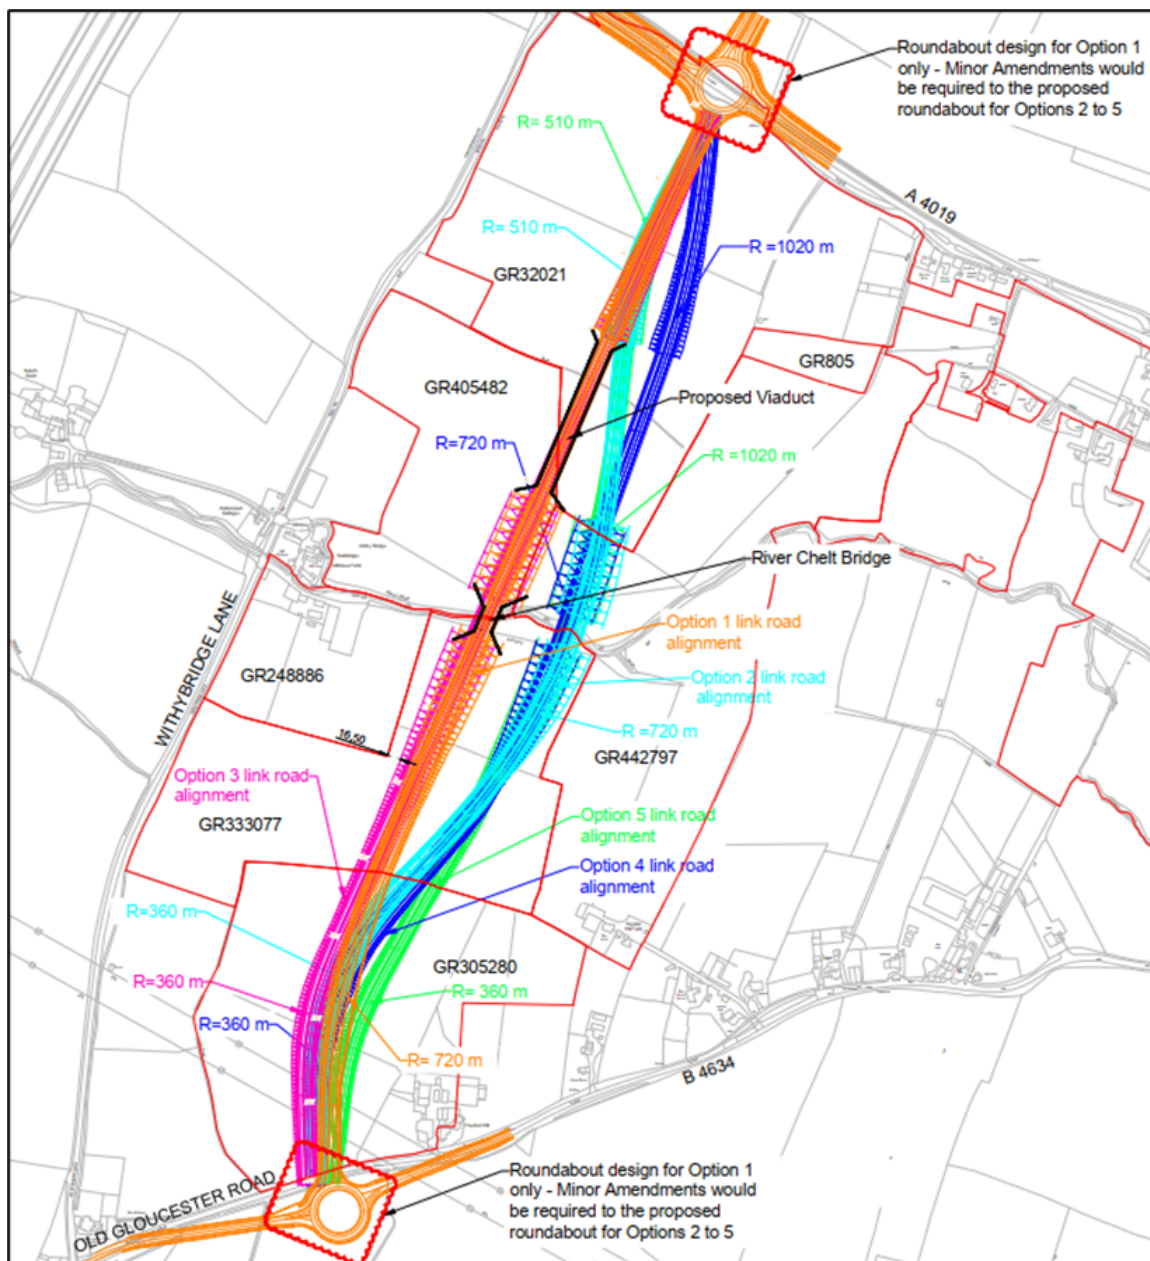 Roundabout design for Option 1
only - Minor Amendments would
be required to the proposed
roundabout for Options 2 to 5
R= 510 m
A 4019
R= 510 m
R =1020 m
GR32021
GR805
GR405482
Proposed Viaduct
R=720 m
R =1020 m
River Chelt Bridge
WITHYBRIDGE LANE
Option 1 link road
alignment
GR248886
Option 2 link road
alignment
16.50
R =720 m
GR442797
Option 3 link road
alignment
GR333077
Option 5 link road
alignment
Option 4 link road
alignment
R=360 m
GR305280
R=360 m
R= 360 m
R=360 m
R= 720 m
B 4634
OLD GLOUCESTER ROAD
Roundabout design for Option 1
only - Minor Amendments would
be required to the proposed
roundabout for Options 2 to 5